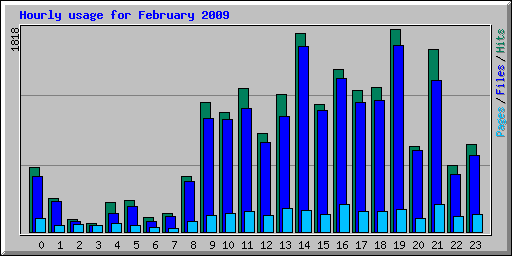 Hourly usage for February 2009
1818
Pages/Files/Hits
0 1 2 3 4 5 6 7 8 9 10 11 12 13 14 15 16 17 18 19 20 21 22 23